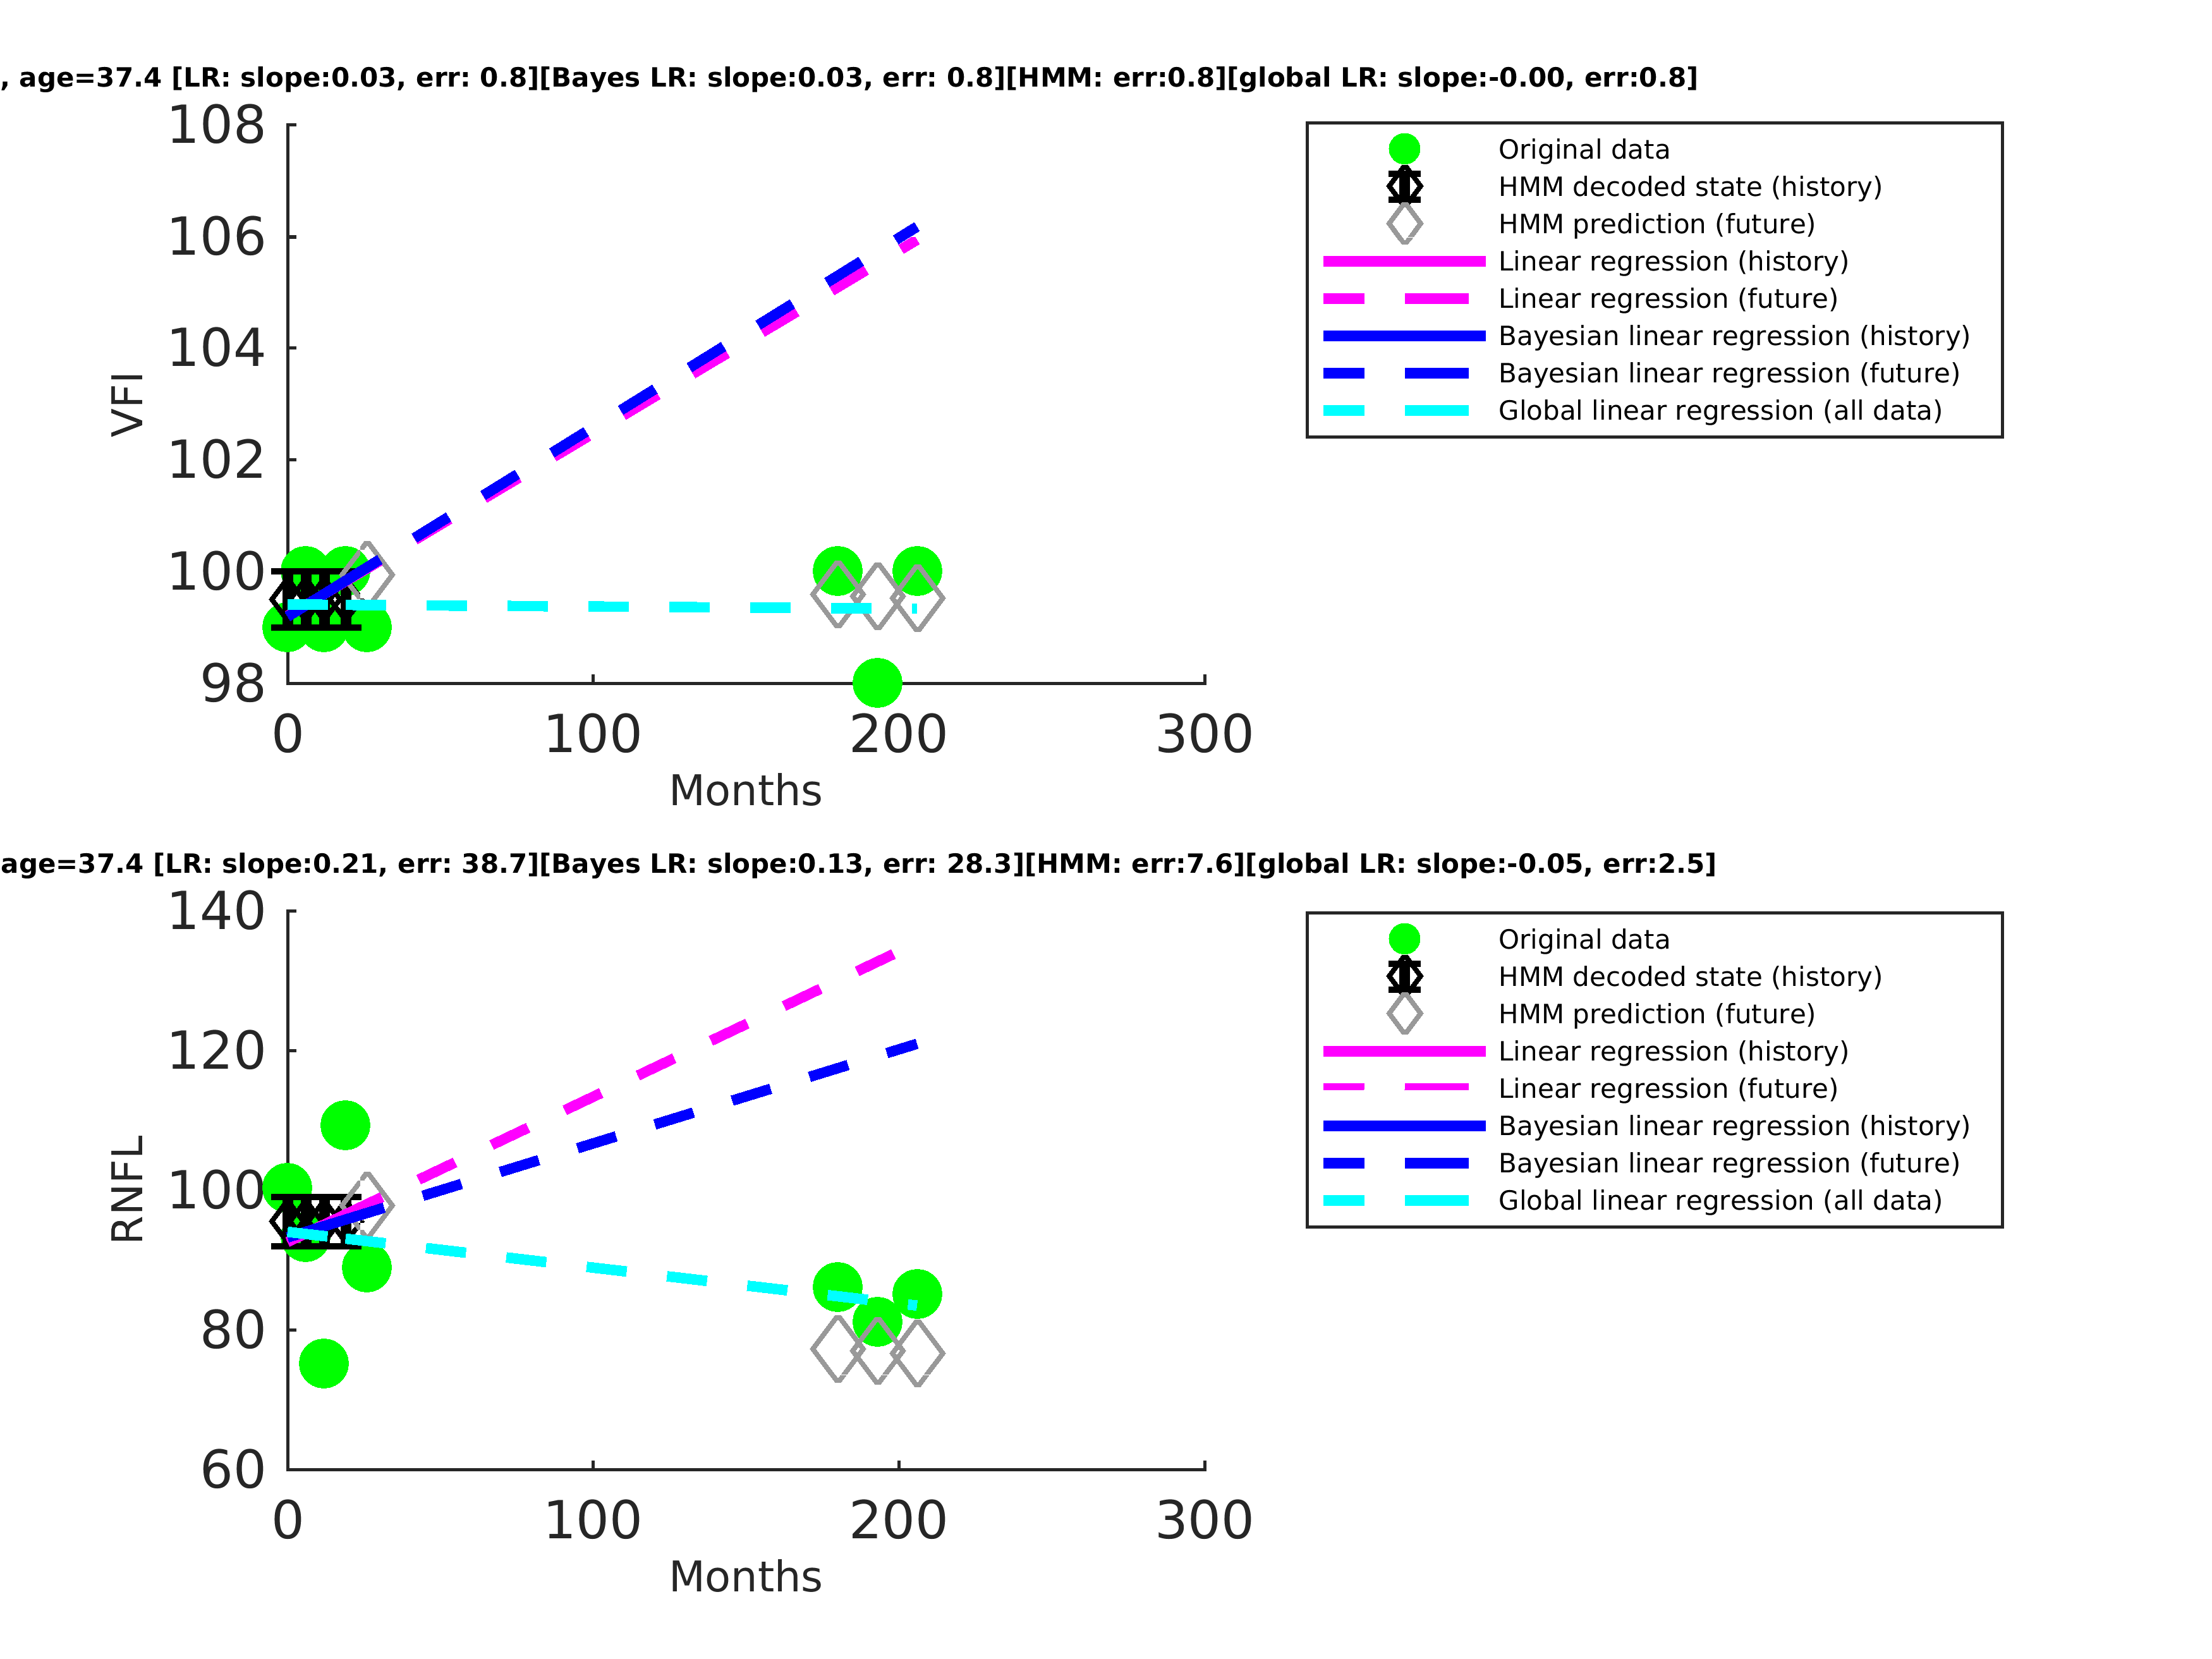 , age=37.4 [LR: slope:0.03, err: 0.8][Bayes LR: slope:0.03, err: 0.8][HMM: err:0.8][global LR: slope:-0.00, err:0.8]
108
106
104
102
100
98
VFI
0 100 200 300
Months
Original data
HMM decoded state (history)
HMM prediction (future)
Linear regression (history)
Linear regression (future)
Bayesian linear regression (history)
Bayesian linear regression (future)
Global linear regression (all data)
age=37.4 [LR: slope:0.21, err: 38.7][Bayes LR: slope:0.13, err: 28.3][HMM: err:7.6][global LR: slope:-0.05, err:2.5]
140
120
100
80
60
RNFL
0 100 200 300
Months
Original data
HMM decoded state (history)
HMM prediction (future)
Linear regression (history)
Linear regression (future)
Bayesian linear regression (history)
Bayesian linear regression (future)
Global linear regression (all data)